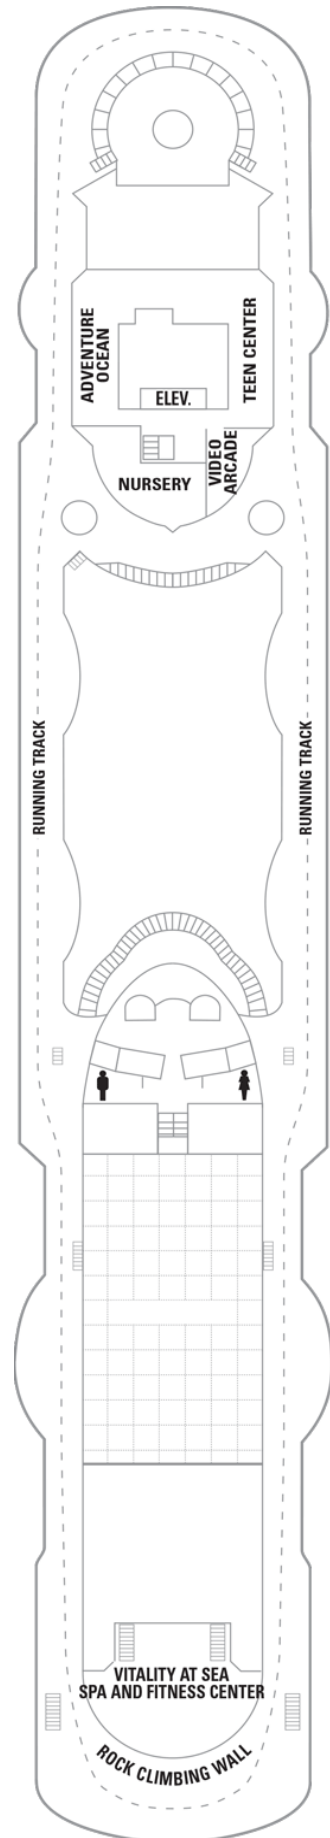 ADVENTURE
OCEAN
TEEN CENTER
ELEV.
VIDEO
ARCADE
NURSERY
RUNNING TRACK
RUNNING TRACK
VITALITY AT SEA
SPA AND FITNESS CENTER
ROCK CLIMBING WALL